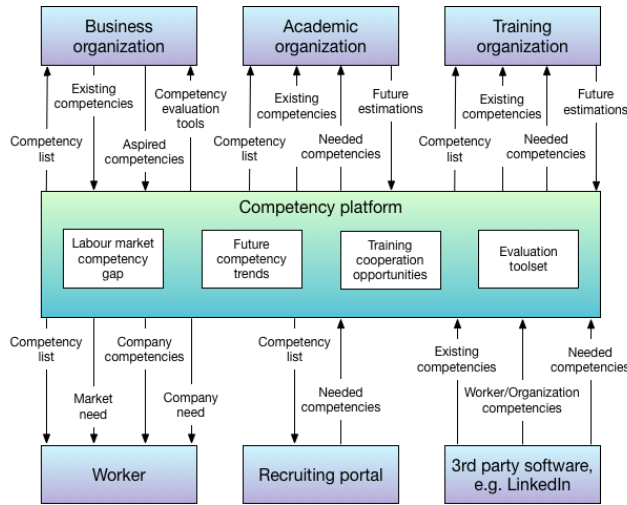 Business
organization
Academic
organization
Training
organization
Existing
competencies
Competency
evaluation
tools
Competency
list
Aspired
competencies
Existing
competencies
Future
estimations
Competency
list
Needed
competencies
Existing
competencies
Future
estimations
Competency
list
Needed
competencies
Competency platform
Labour market
competency
gap
Future
competency
trends
Training
cooperation
opportunities
Evaluation
toolset
Competency
list
Market
need
Company
competencies
Company
need
Competency
list
Needed
competencies
Existing
competencies
Worker/Organization
competencies
Needed
competencies
Worker
Recruiting portal
3rd party software,
e.g. LinkedIn